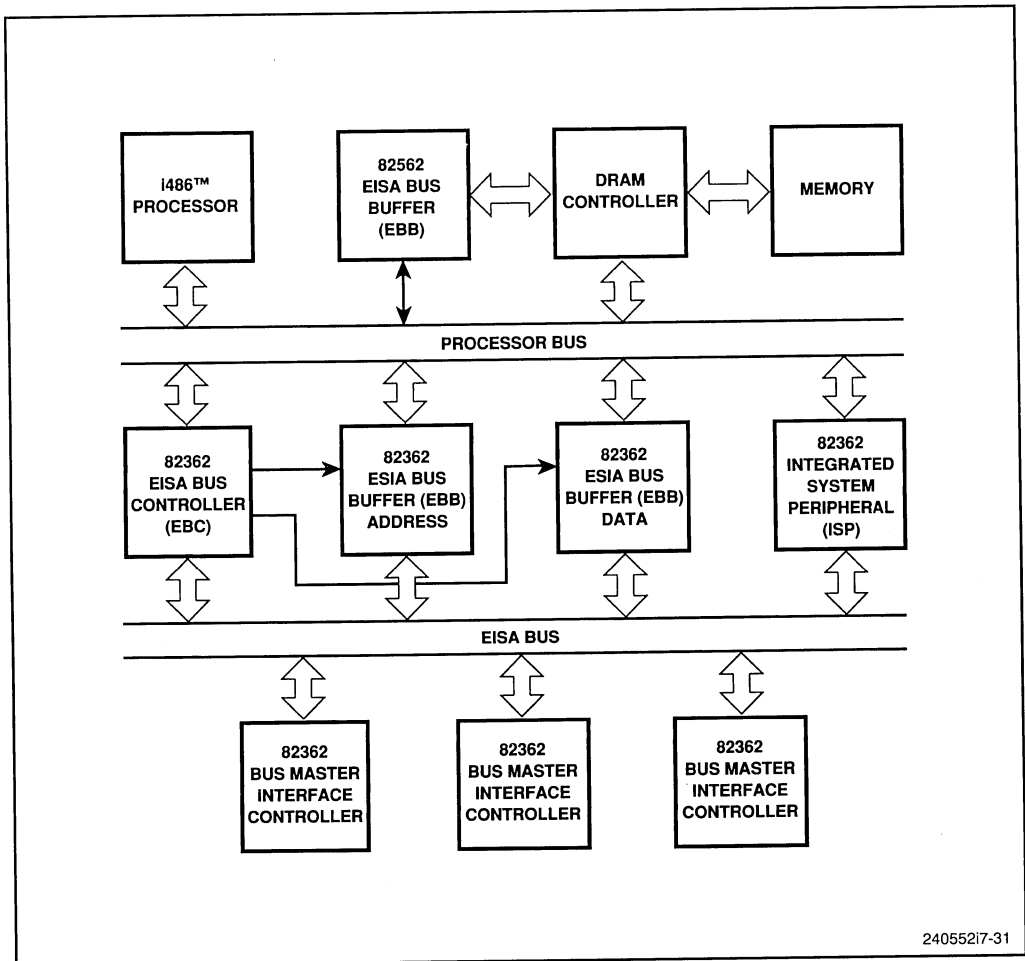 i486™
PROCESSOR
82562
EISA BUS
BUFFER
(EBB)
DRAM
CONTROLLER
MEMORY
PROCESSOR BUS
82362
EISA BUS
CONTROLLER
(EBC)
82362
ESIA BUS
BUFFER (EBB)
ADDRESS
82362
ESIA BUS
BUFFER (EBB)
DATA
82362
INTEGRATED
SYSTEM
PERIPHERAL
(ISP)
EISA BUS
82362
BUS MASTER
INTERFACE
CONTROLLER
82362
BUS MASTER
INTERFACE
CONTROLLER
82362
BUS MASTER
INTERFACE
CONTROLLER
240552i7-31